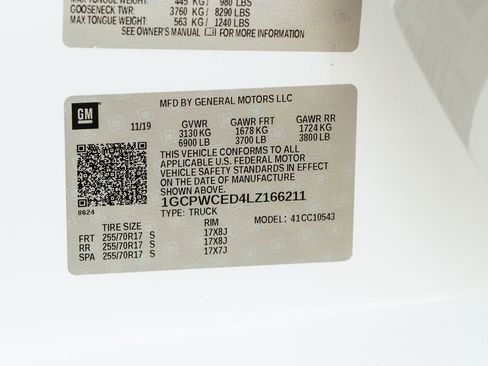 MAX TONGUE WEIGHT: 445 KG / 980 LBS
GOOSENECK TWR: 3760 KG / 8290 LBS
MAX TONGUE WEIGHT: 563 KG / 1240 LBS
SEE OWNER'S MANUAL FOR MORE INFORMATION
GM
MFD BY GENERAL MOTORS LLC
11/19 GVWR GAWR FRT GAWR RR
3130 KG 1678 KG 1724 KG
6900 LB 3700 LB 3800 LB
THIS VEHICLE CONFORMS TO ALL
APPLICABLE U.S. FEDERAL MOTOR
VEHICLE SAFETY STANDARDS IN EFFECT
ON THE DATE OF MANUFACTURE
SHOWN ABOVE.
8624
1GCPWCED4LZ166211
TYPE: TRUCK MODEL: 41CC10543
TIRE SIZE RIM
FRT 255/70R17 S 17X8J
RR 255/70R17 S 17X8J
SPA 255/70R17 S 17X7J